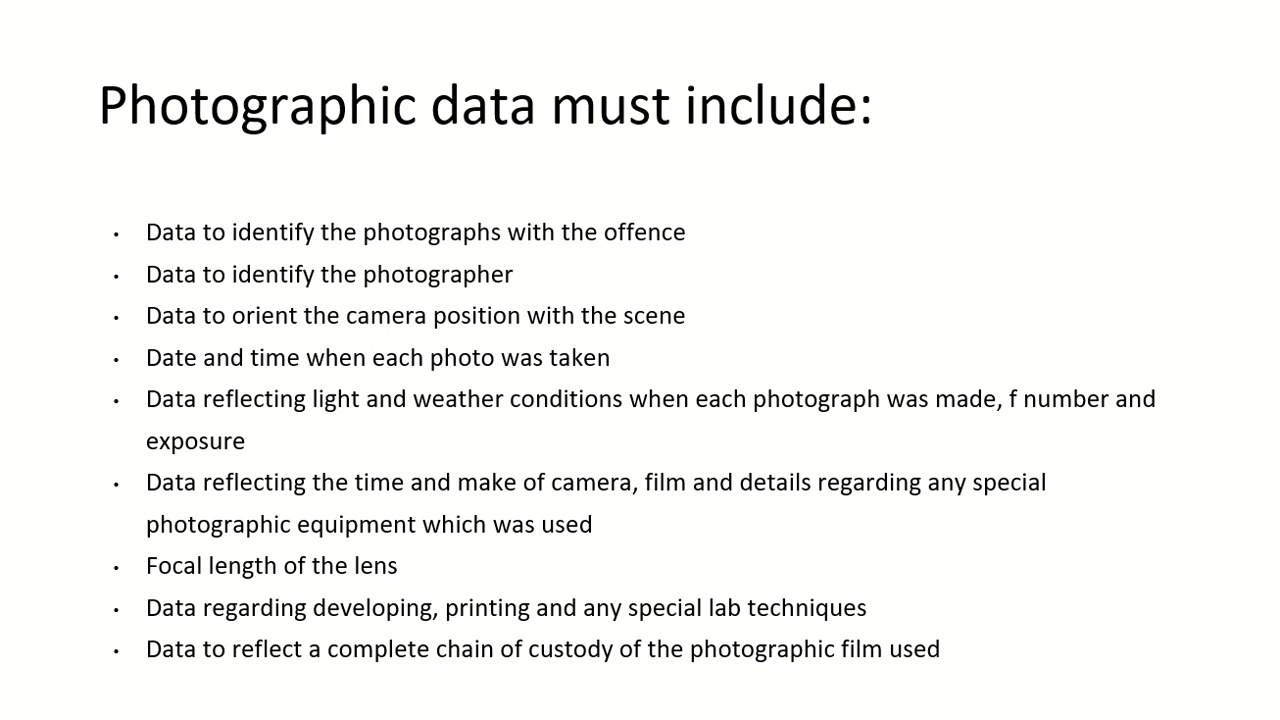 Photographic data must include:
• Data to identify the photographs with the offence
• Data to identify the photographer
• Data to orient the camera position with the scene
• Date and time when each photo was taken
• Data reflecting light and weather conditions when each photograph was made, f number and
exposure
• Data reflecting the time and make of camera, film and details regarding any special
photographic equipment which was used
• Focal length of the lens
• Data regarding developing, printing and any special lab techniques
• Data to reflect a complete chain of custody of the photographic film used